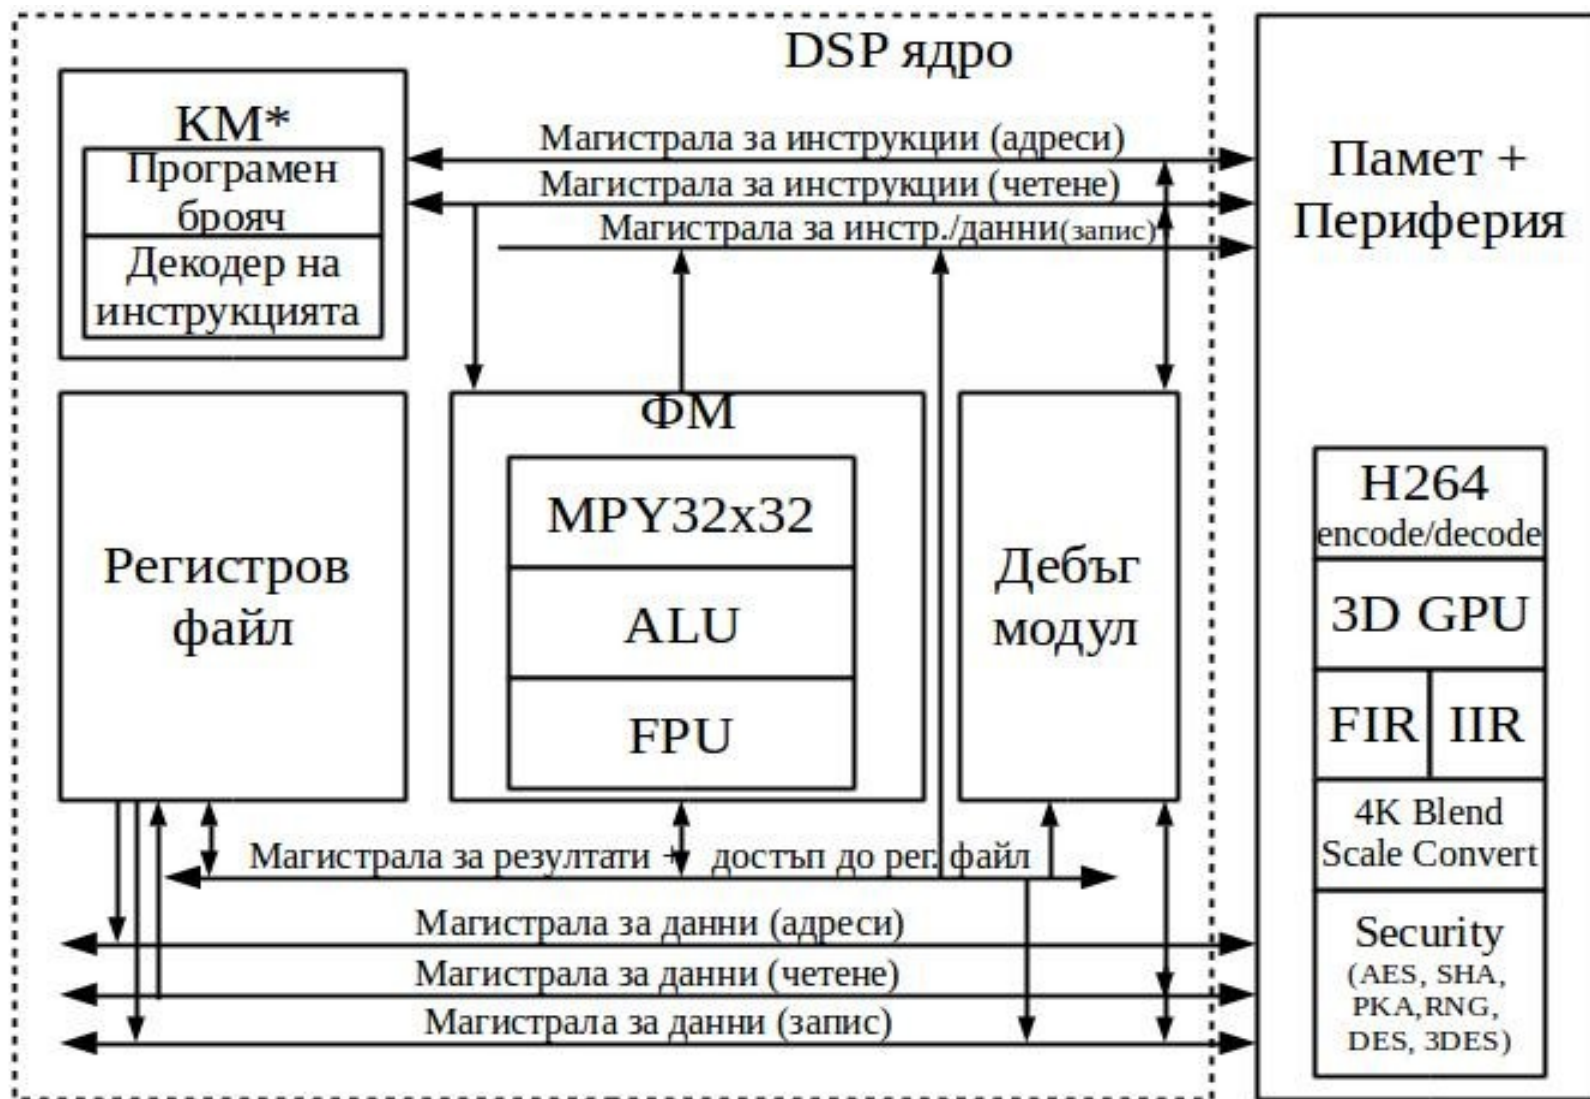 DSP ядро
КМ*
Програмен
брояч
Декодер на
инструкцията
Магистрала за инструкции (адреси)
Магистрала за инструкции (четене)
Магистрала за инстр./данни(запис)
Памет +
Периферия
Регистров
файл
ФМ
MPY32x32
ALU
FPU
Дебъг
модул
H264
encode/decode
3D GPU
FIR
IIR
4K Blend
Scale Convert
Security
(AES, SHA,
PKA,RNG,
DES, 3DES)
Магистрала за резултати + достъп до рег. файл
Магистрала за данни (адреси)
Магистрала за данни (четене)
Магистрала за данни (запис)